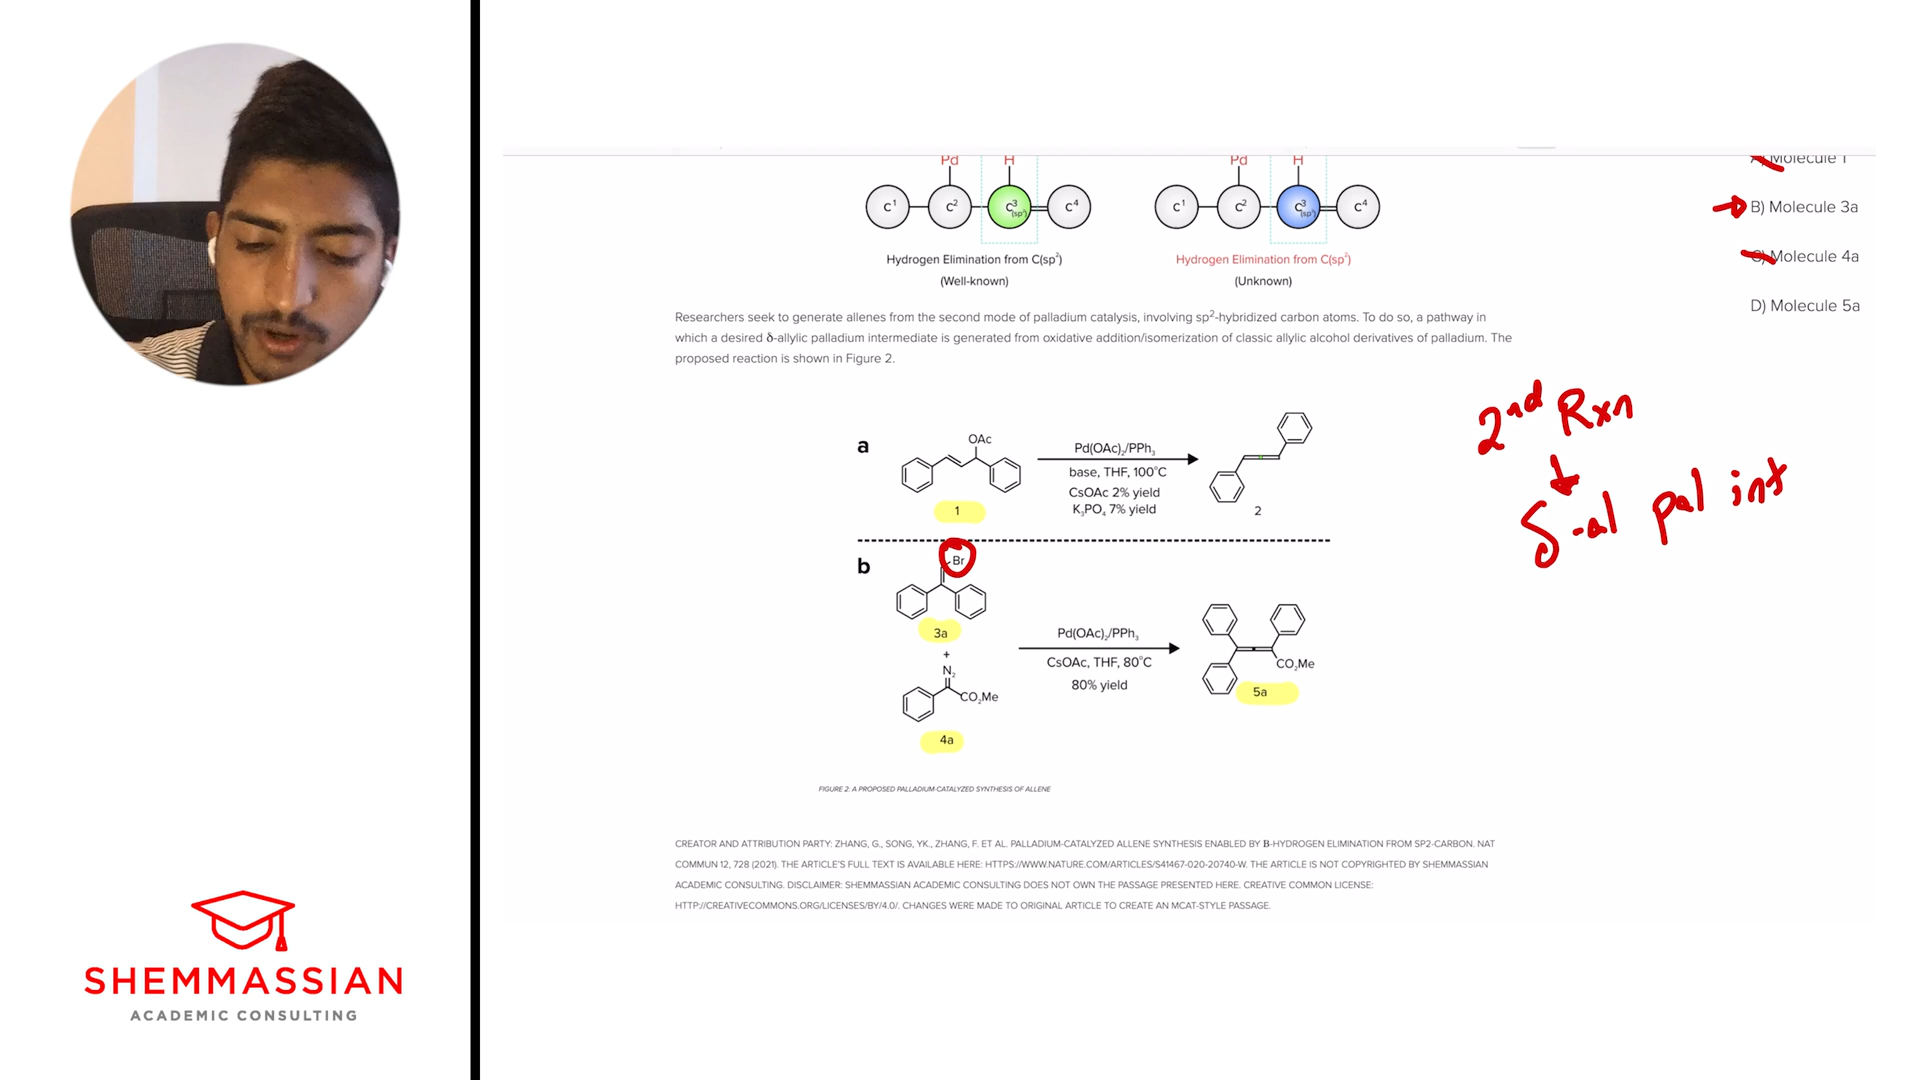 Pd H
C¹ C² C³ (sp²) C⁴
Hydrogen Elimination from C(sp²)
(Well-known)
Pd H
C¹ C² C³ (sp²) C⁴
Hydrogen Elimination from C(sp²)
(Unknown)
Researchers seek to generate allenes from the second mode of palladium catalysis, involving sp²-hybridized carbon atoms. To do so, a pathway in
which a desired δ-allylic palladium intermediate is generated from oxidative addition/isomerization of classic allylic alcohol derivatives of palladium. The
proposed reaction is shown in Figure 2.
a
OAc
1
Pd(OAc)₂/PPh₃
base, THF, 100°C
CsOAc 2% yield
K₃PO₄ 7% yield
2
b
Br
3a
+
N₂
CO₂Me
4a
Pd(OAc)₂/PPh₃
CsOAc, THF, 80°C
80% yield
CO₂Me
5a
FIGURE 2: A PROPOSED PALLADIUM-CATALYZED SYNTHESIS OF ALLENE
CREATOR AND ATTRIBUTION PARTY: ZHANG, G., SONG, YK., ZHANG, F. ET AL. PALLADIUM-CATALYZED ALLENE SYNTHESIS ENABLED BY Β-HYDROGEN ELIMINATION FROM SP2-CARBON. NAT
COMMUN 12, 728 (2021). THE ARTICLE'S FULL TEXT IS AVAILABLE HERE: HTTPS://WWW.NATURE.COM/ARTICLES/S41467-020-20740-W. THE ARTICLE IS NOT COPYRIGHTED BY SHEMMASSIAN
ACADEMIC CONSULTING. DISCLAIMER: SHEMMASSIAN ACADEMIC CONSULTING DOES NOT OWN THE PASSAGE PRESENTED HERE. CREATIVE COMMON LICENSE:
HTTP://CREATIVECOMMONS.ORG/LICENSES/BY/4.0/. CHANGES WERE MADE TO ORIGINAL ARTICLE TO CREATE AN MCAT-STYLE PASSAGE.
A) Molecule 1
B) Molecule 3a
C) Molecule 4a
D) Molecule 5a
2nd Rxn
δ-al pal int
SHEMMASSIAN
ACADEMIC CONSULTING